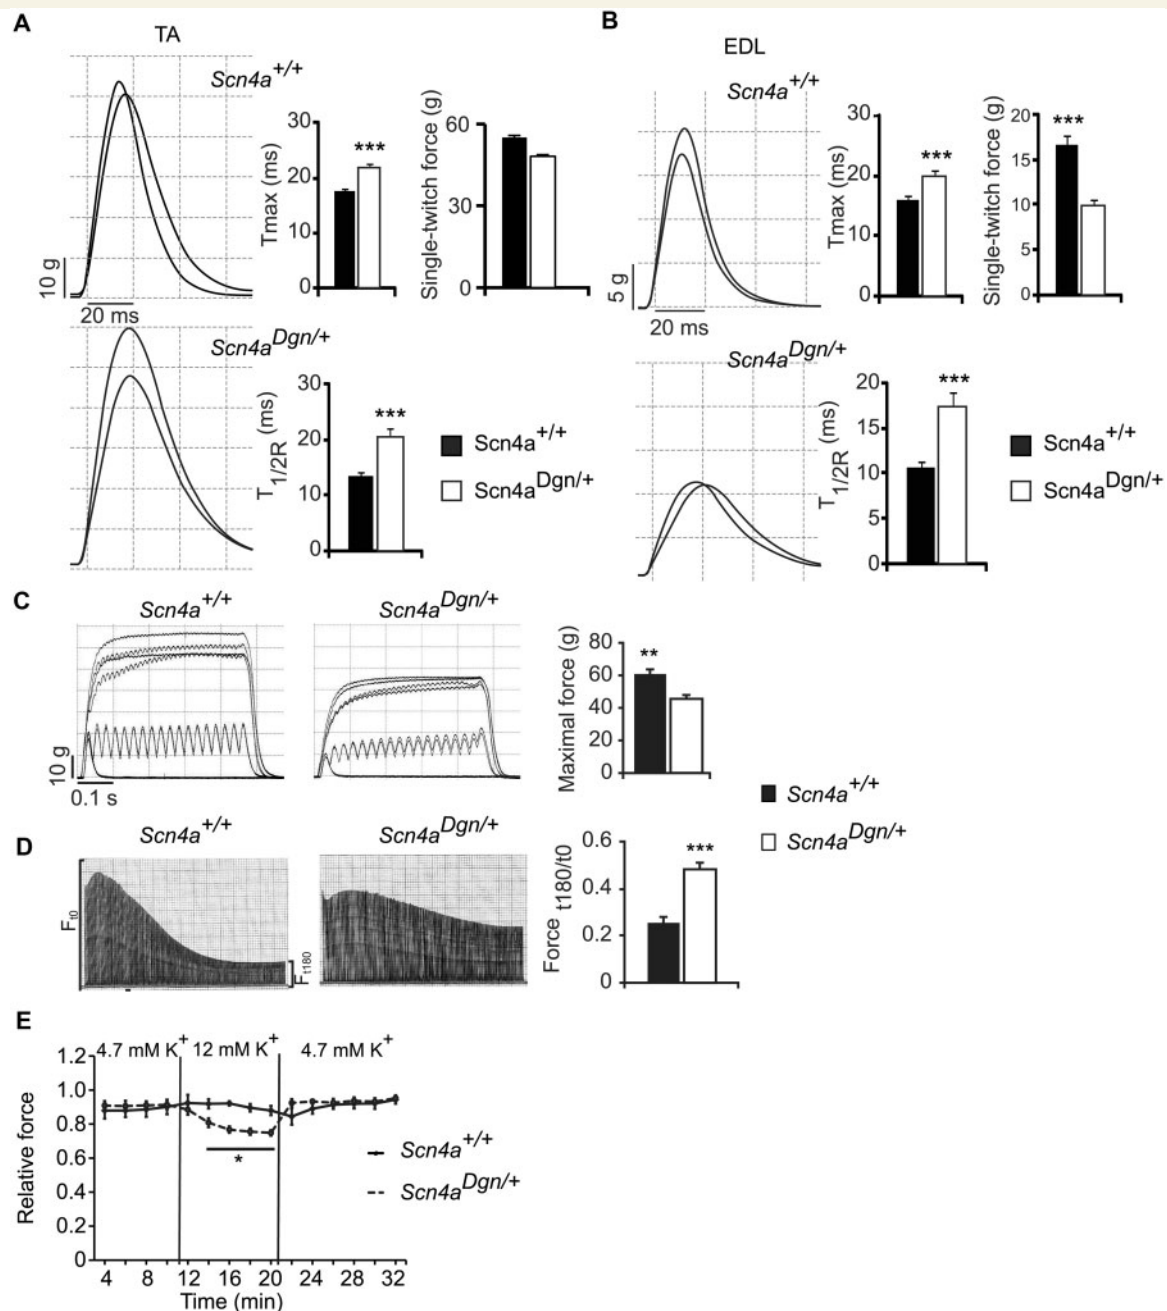 A
TA
Scn4a+/+
10 g
20 ms
Tmax (ms)
30
20
10
0
***
Single-twitch force (g)
60
30
0
Scn4aDgn/+
T1/2R (ms)
30
20
10
0
***
Scn4a+/+
Scn4aDgn/+
B
EDL
Scn4a+/+
5 g
20 ms
Tmax (ms)
30
20
10
0
***
Single-twitch force (g)
20
15
10
5
0
***
Scn4aDgn/+
T1/2R (ms)
20
15
10
5
0
***
Scn4a+/+
Scn4aDgn/+
C
Scn4a+/+
10 g
0.1 s
Scn4aDgn/+
Maximal force (g)
80
60
40
20
0
**
Scn4a+/+
Scn4aDgn/+
D
Scn4a+/+
Ft0
Ft180
Scn4aDgn/+
Force t180/t0
0.6
0.4
0.2
0
***
E
4.7 mM K+
12 mM K+
4.7 mM K+
Relative force
1.2
1.0
0.8
0.6
0.4
0.2
0
*
Scn4a+/+
Scn4aDgn/+
4 8 12 16 20 24 28 32
Time (min)